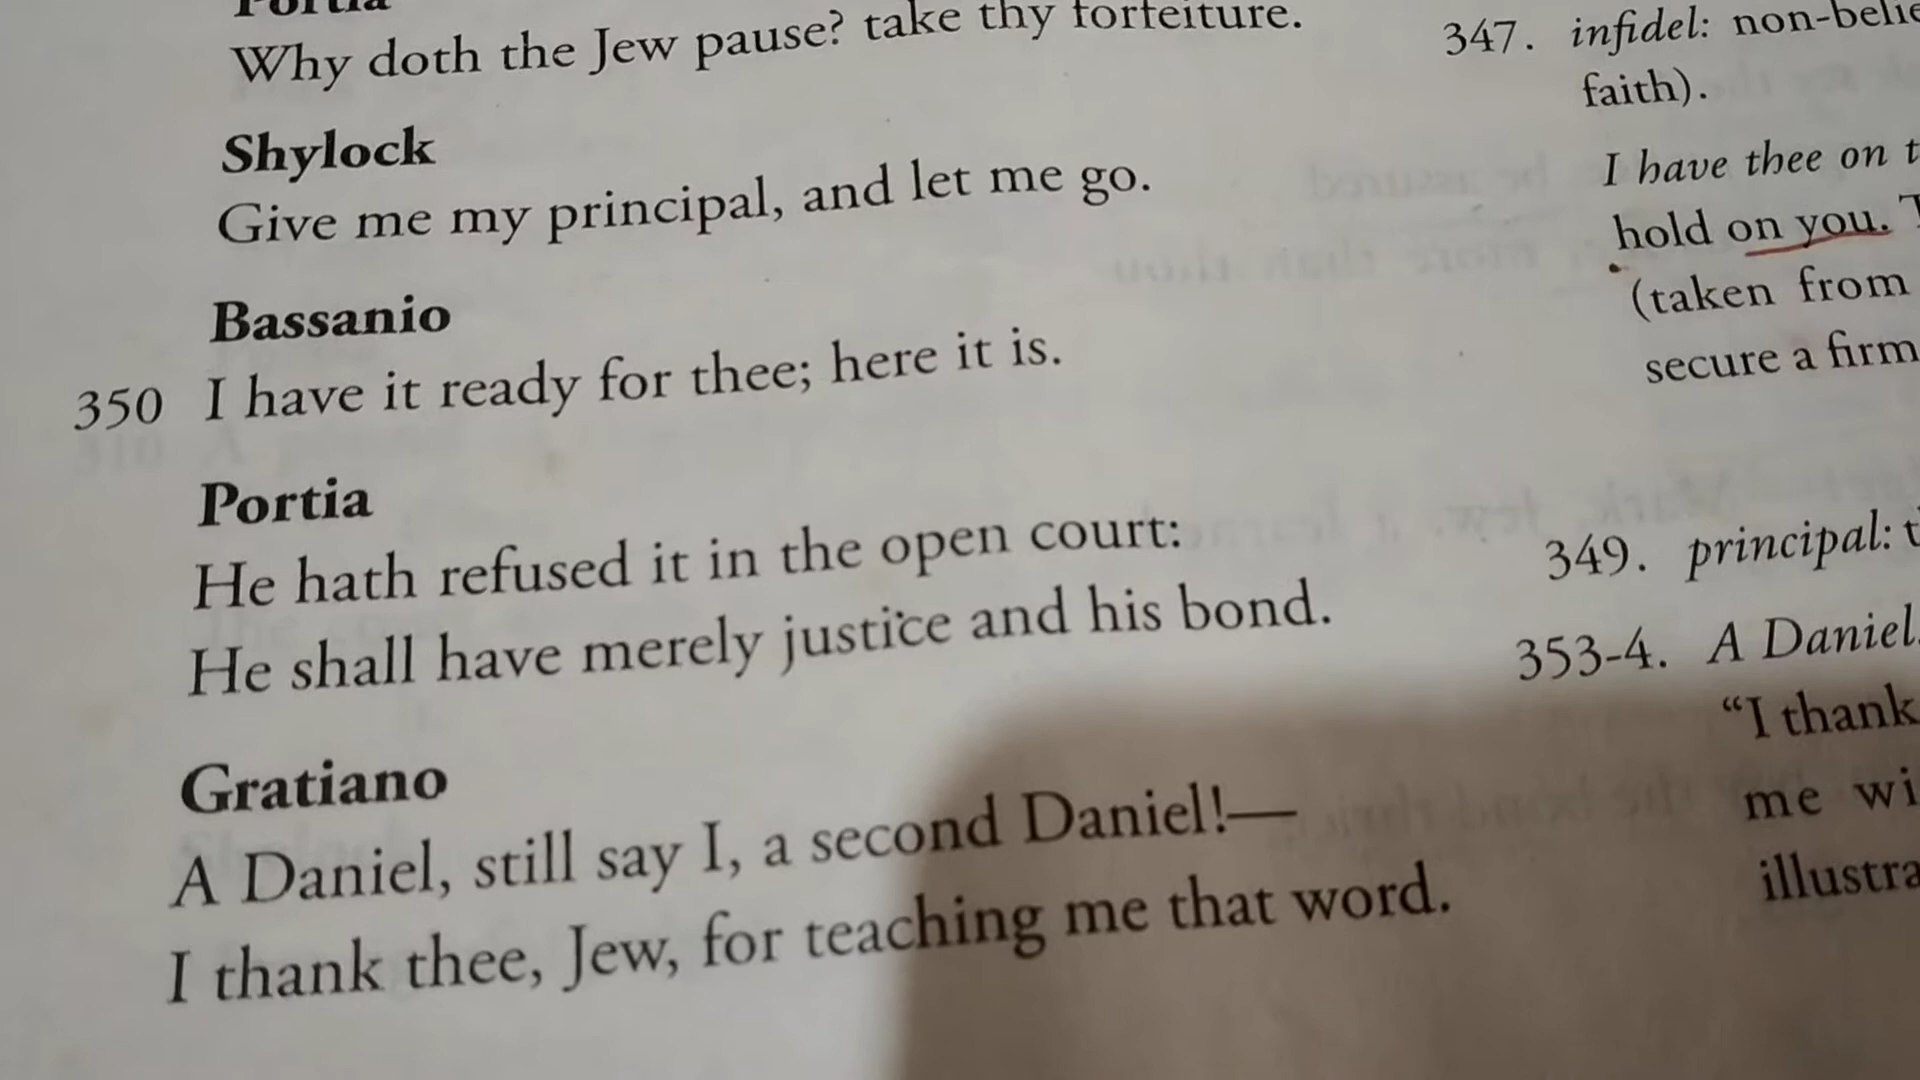 Portia
Why doth the Jew pause? take thy forfeiture.
Shylock
Give me my principal, and let me go.
Bassanio
350 I have it ready for thee; here it is.
Portia
He hath refused it in the open court:
He shall have merely justice and his bond.
Gratiano
A Daniel, still say I, a second Daniel!—
I thank thee, Jew, for teaching me that word.
347. infidel:
faith).
I have thee on
hold on you.
(taken from
secure a firm
349. principal:
353-4. A Daniel
“I thank
me